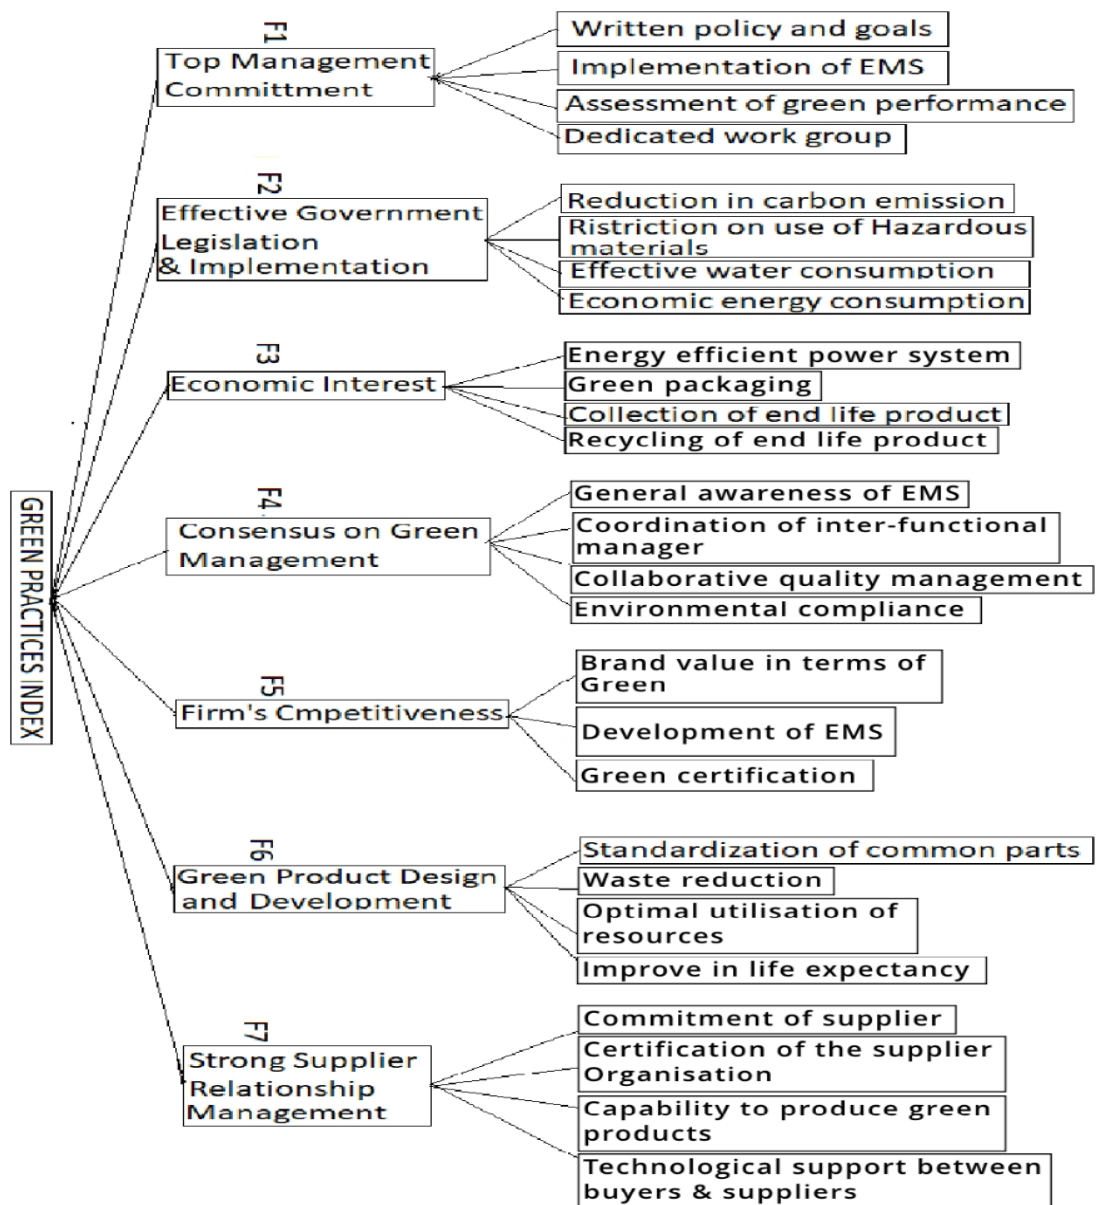 GREEN PRACTICES INDEX
F1
Top Management
Committment
Written policy and goals
Implementation of EMS
Assessment of green performance
Dedicated work group
F2
Effective Government
Legislation
& Implementation
Reduction in carbon emission
Ristriction on use of Hazardous
materials
Effective water consumption
Economic energy consumption
F3
Economic Interest
Energy efficient power system
Green packaging
Collection of end life product
Recycling of end life product
F4
Consensus on Green
Management
General awareness of EMS
Coordination of inter-functional
manager
Collaborative quality management
Environmental compliance
F5
Firm's Cmpetitiveness
Brand value in terms of
Green
Development of EMS
Green certification
F6
Green Product Design
and Development
Standardization of common parts
Waste reduction
Optimal utilisation of
resources
Improve in life expectancy
F7
Strong Supplier
Relationship
Management
Commitment of supplier
Certification of the supplier
Organisation
Capability to produce green
products
Technological support between
buyers & suppliers